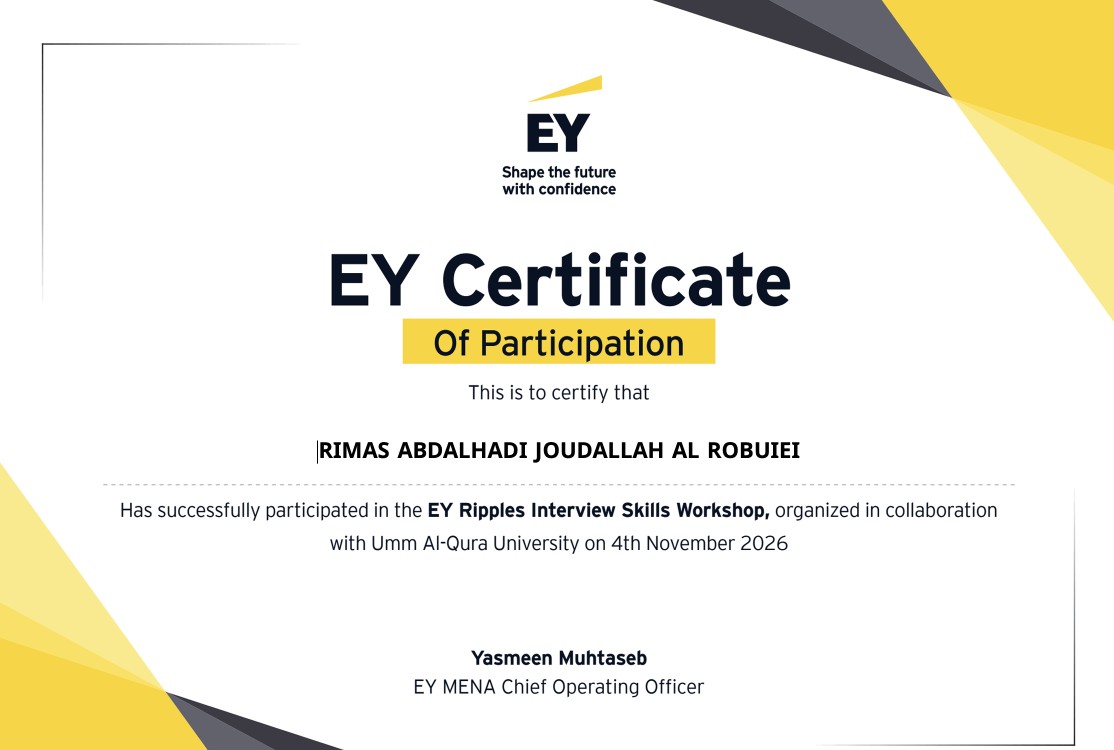 EY
Shape the future
with confidence
EY Certificate
Of Participation
This is to certify that
RIMAS ABDALHADI JOUDALLAH AL ROBUIEI
Has successfully participated in the EY Ripples Interview Skills Workshop, organized in collaboration
with Umm Al-Qura University on 4th November 2026
Yasmeen Muhtaseb
EY MENA Chief Operating Officer